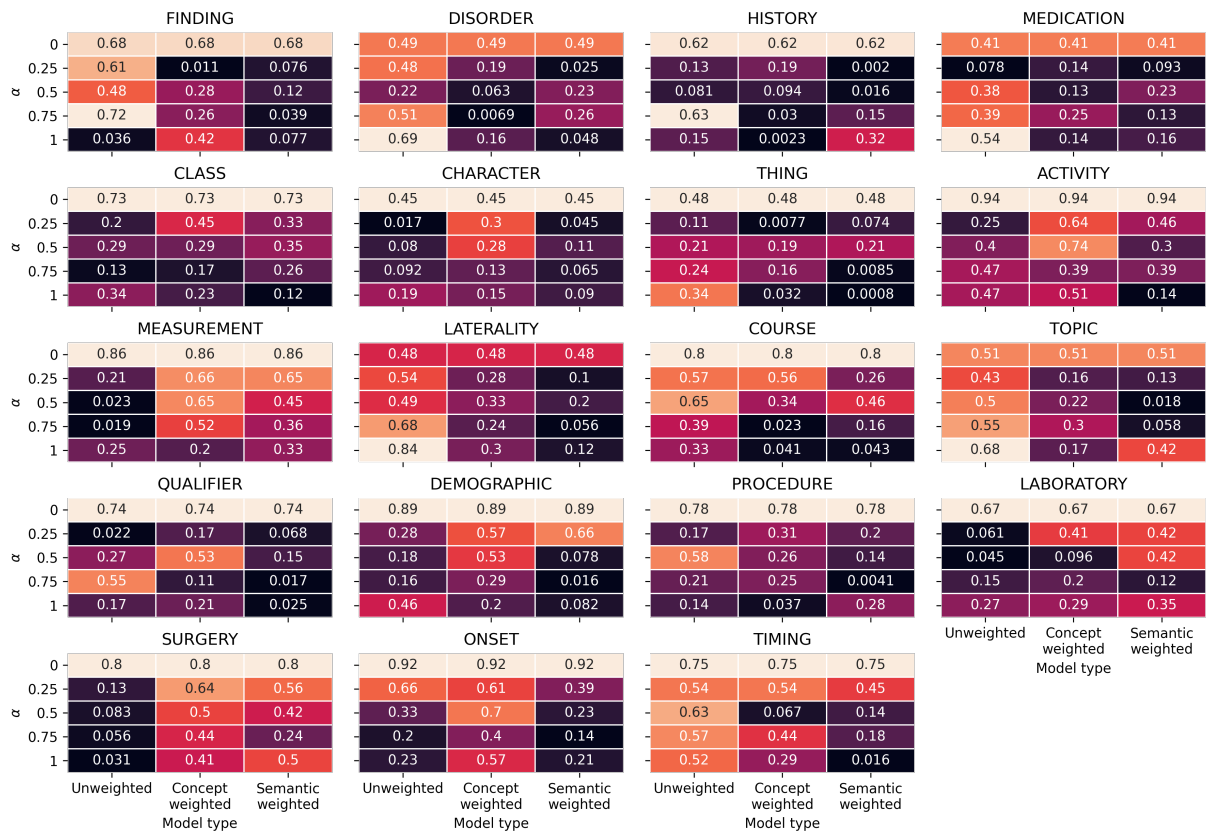 FINDING DISORDER HISTORY MEDICATION
0 0.68 0.68 0.68 0.49 0.49 0.49 0.62 0.62 0.62 0.41 0.41 0.41
0.25 0.61 0.011 0.076 0.48 0.19 0.025 0.13 0.19 0.002 0.078 0.14 0.093
α 0.5 0.48 0.28 0.12 0.22 0.063 0.23 0.081 0.094 0.016 0.38 0.13 0.23
0.75 0.72 0.26 0.039 0.51 0.0069 0.26 0.63 0.03 0.15 0.39 0.25 0.13
1 0.036 0.42 0.077 0.69 0.16 0.048 0.15 0.0023 0.32 0.54 0.14 0.16
CLASS CHARACTER THING ACTIVITY
0 0.73 0.73 0.73 0.45 0.45 0.45 0.48 0.48 0.48 0.94 0.94 0.94
0.25 0.2 0.45 0.33 0.017 0.3 0.045 0.11 0.0077 0.074 0.25 0.64 0.46
α 0.5 0.29 0.29 0.35 0.08 0.28 0.11 0.21 0.19 0.21 0.4 0.74 0.3
0.75 0.13 0.17 0.26 0.092 0.13 0.065 0.24 0.16 0.0085 0.47 0.39 0.39
1 0.34 0.23 0.12 0.19 0.15 0.09 0.34 0.032 0.0008 0.47 0.51 0.14
MEASUREMENT LATERALITY COURSE TOPIC
0 0.86 0.86 0.86 0.48 0.48 0.48 0.8 0.8 0.8 0.51 0.51 0.51
0.25 0.21 0.66 0.65 0.54 0.28 0.1 0.57 0.56 0.26 0.43 0.16 0.13
α 0.5 0.023 0.65 0.45 0.49 0.33 0.2 0.65 0.34 0.46 0.5 0.22 0.018
0.75 0.019 0.52 0.36 0.68 0.24 0.056 0.39 0.023 0.16 0.55 0.3 0.058
1 0.25 0.2 0.33 0.84 0.3 0.12 0.33 0.041 0.043 0.68 0.17 0.42
QUALIFIER DEMOGRAPHIC PROCEDURE LABORATORY
0 0.74 0.74 0.74 0.89 0.89 0.89 0.78 0.78 0.78 0.67 0.67 0.67
0.25 0.022 0.17 0.068 0.28 0.57 0.66 0.17 0.31 0.2 0.061 0.41 0.42
α 0.5 0.27 0.53 0.15 0.18 0.53 0.078 0.58 0.26 0.14 0.045 0.096 0.42
0.75 0.55 0.11 0.017 0.16 0.29 0.016 0.21 0.25 0.0041 0.15 0.2 0.12
1 0.17 0.21 0.025 0.46 0.2 0.082 0.14 0.037 0.28 0.27 0.29 0.35
Unweighted Concept weighted Semantic weighted
Model type
SURGERY ONSET TIMING
0 0.8 0.8 0.8 0.92 0.92 0.92 0.75 0.75 0.75
0.25 0.13 0.64 0.56 0.66 0.61 0.39 0.54 0.54 0.45
α 0.5 0.083 0.5 0.42 0.33 0.7 0.23 0.63 0.067 0.14
0.75 0.056 0.44 0.24 0.2 0.4 0.14 0.57 0.44 0.18
1 0.031 0.41 0.5 0.23 0.57 0.21 0.52 0.29 0.016
Unweighted Concept Semantic Unweighted Concept Semantic Unweighted Concept Semantic
weighted weighted weighted weighted weighted weighted
Model type Model type Model type